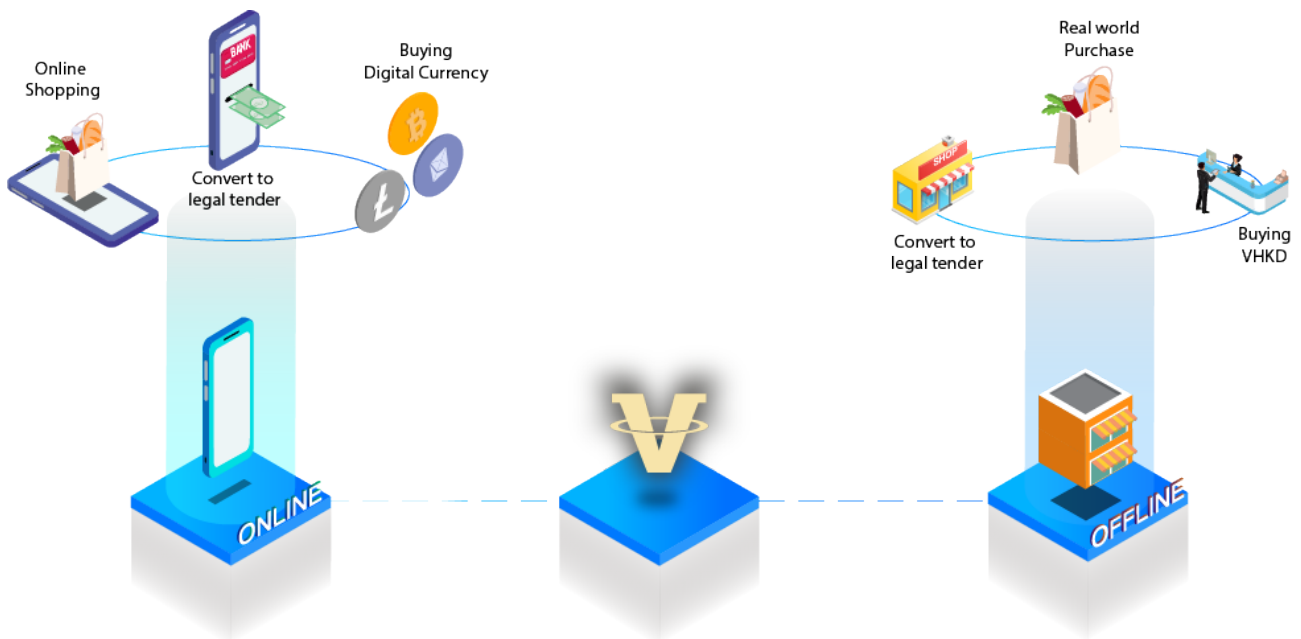 Online
Shopping
BANK
Convert to
legal tender
Buying
Digital Currency
Real world
Purchase
SHOP
Convert to
legal tender
Buying
VHKD
V
ONLINE
OFFLINE